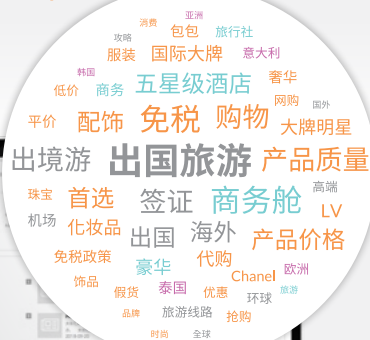 亚洲
消费
包包 旅行社
攻略
服装 国际大牌 意大利
韩国
低价 商务 五星级酒店 奢华
网购 国外
平价 配饰 免税 购物 大牌明星
出境游 出国旅游 产品质量
珠宝 首选 签证 商务舱 高端
LV
机场 化妆品 出国 海外 产品价格
免税政策 豪华 代购 Chanel 欧洲
饰品 假货 泰国 优惠 环球 旅游
品牌 旅游线路 抢购
时尚 全球